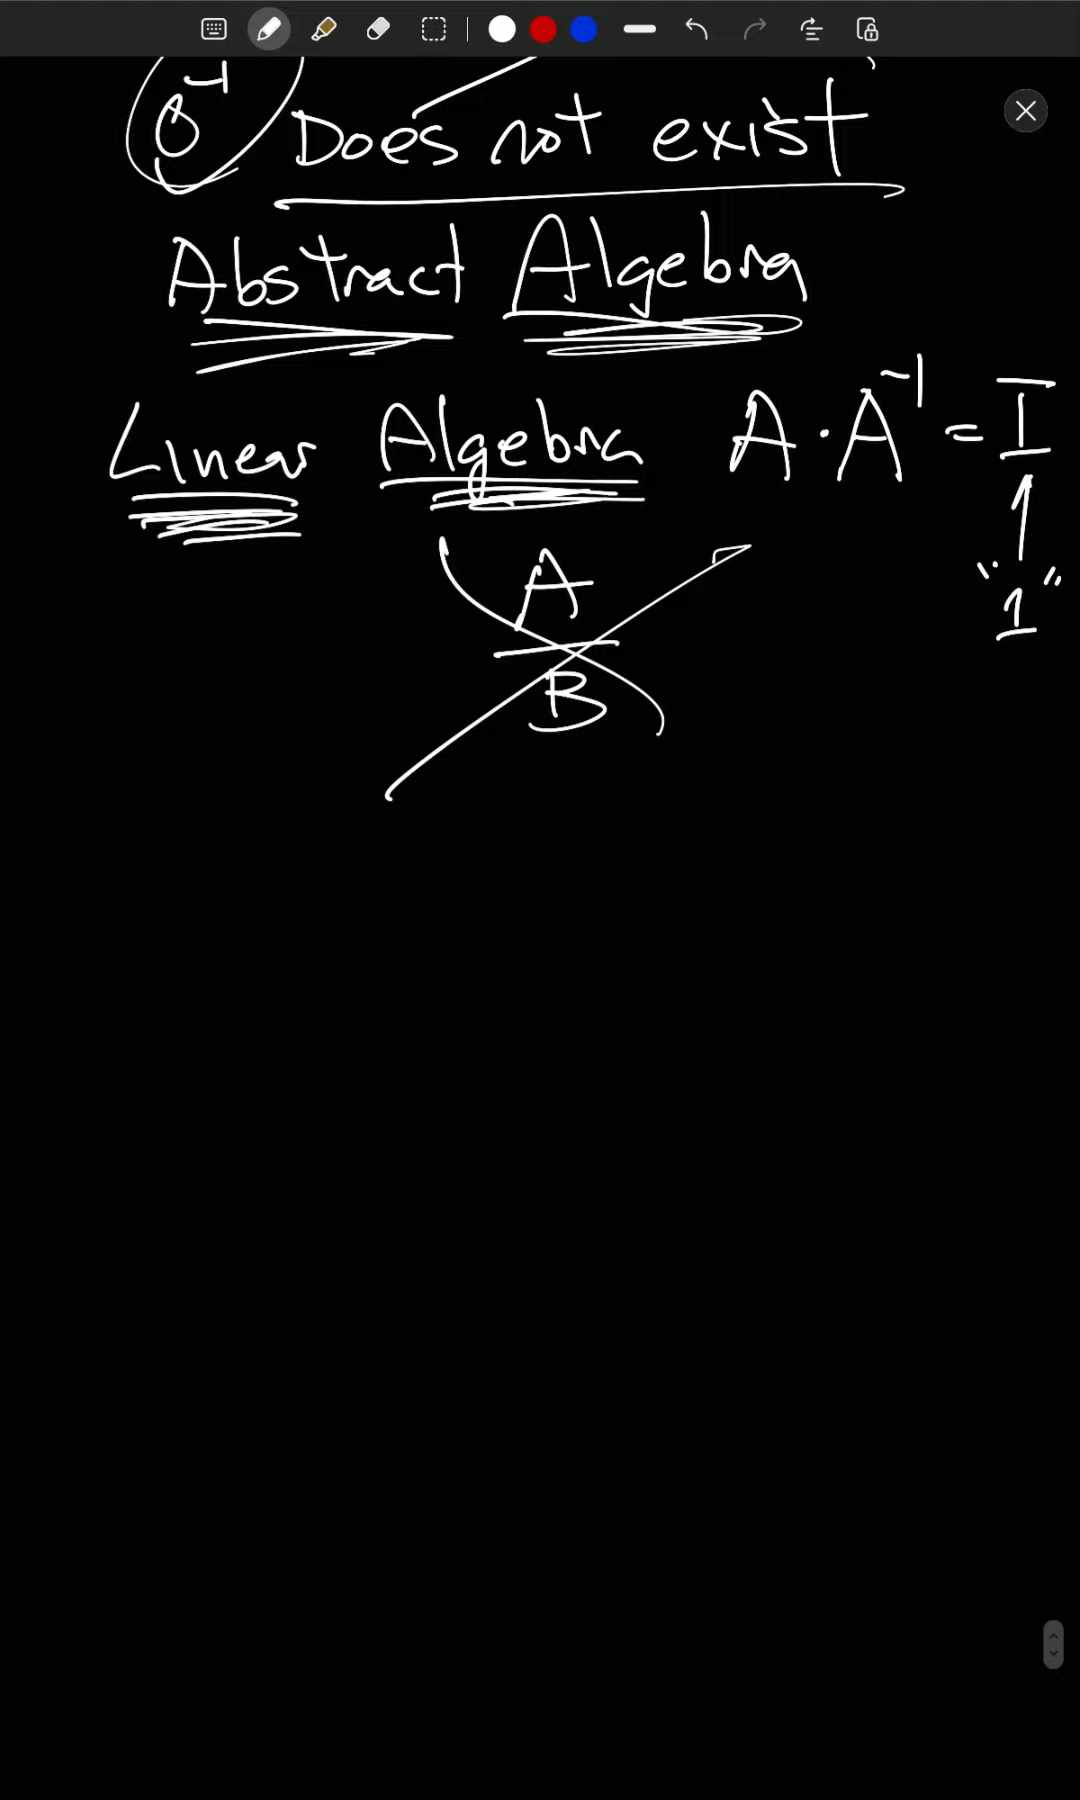 0⁻¹ Does not exist
Abstract Algebra
Linear Algebra A · A⁻¹ = I
A
B
"1"